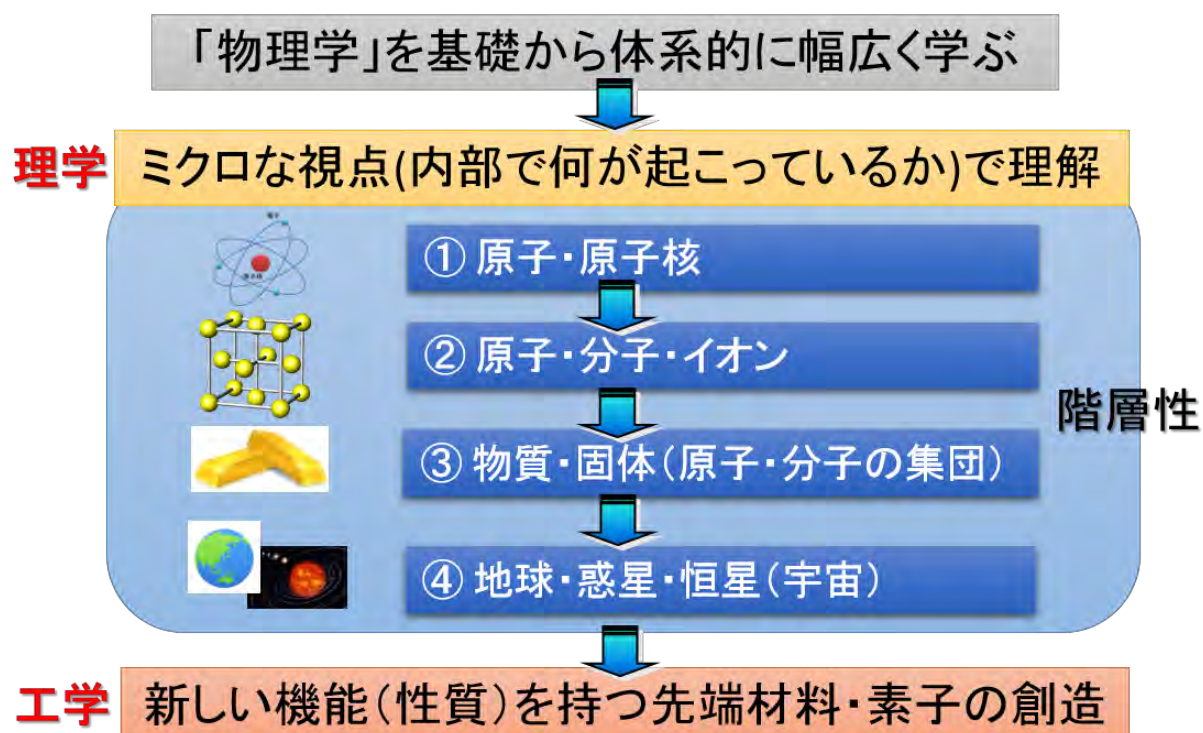 「物理学」を基礎から体系的に幅広く学ぶ
理学
ミクロな視点(内部で何が起こっているか)で理解
電子
原子核
① 原子・原子核
② 原子・分子・イオン
階層性
③ 物質・固体(原子・分子の集団)
④ 地球・惑星・恒星(宇宙)
工学
新しい機能(性質)を持つ先端材料・素子の創造